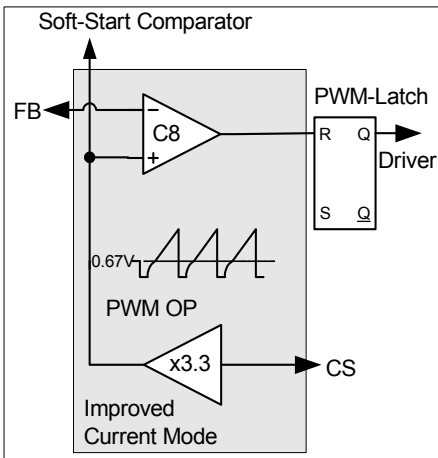 Soft-Start Comparator
FB
PWM-Latch
C8
R Q
Driver
S Q
0.67V
PWM OP
x3.3
CS
Improved
Current Mode